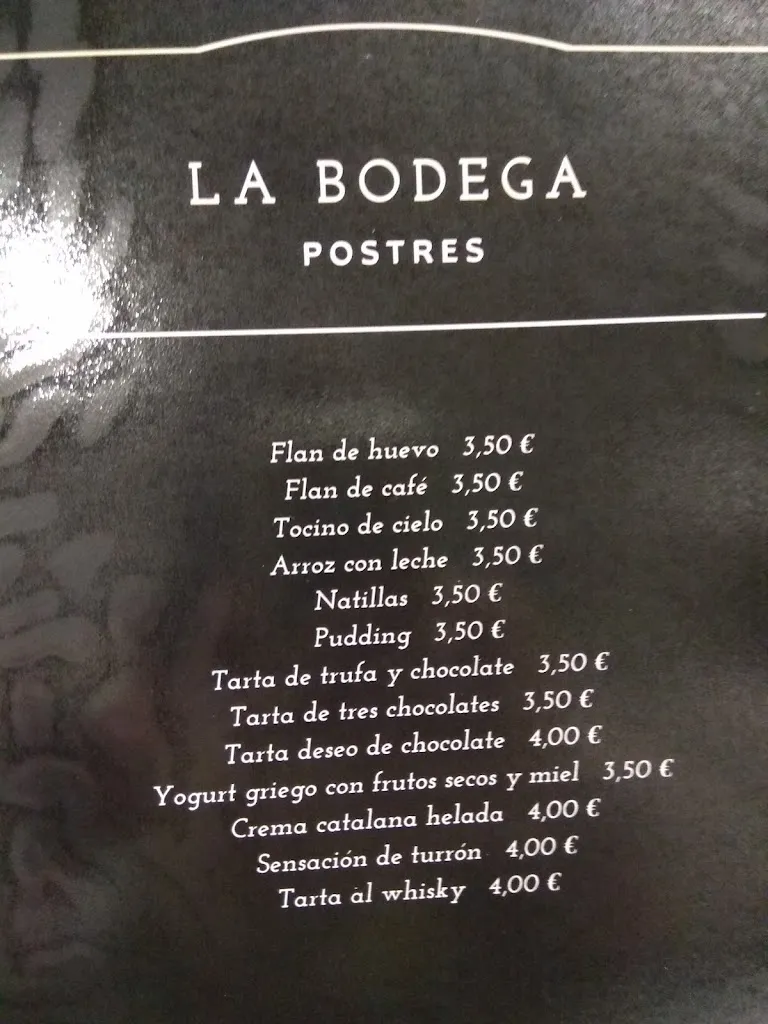 LA BODEGA
POSTRES
Flan de huevo 3,50 €
Flan de café 3,50 €
Tocino de cielo 3,50 €
Arroz con leche 3,50 €
Natillas 3,50 €
Pudding 3,50 €
Tarta de trufa y chocolate 3,50 €
Tarta de tres chocolates 3,50 €
Tarta deseo de chocolate 4,00 €
Yogurt griego con frutos secos y miel 3,50 €
Crema catalana helada 4,00 €
Sensación de turrón 4,00 €
Tarta al whisky 4,00 €